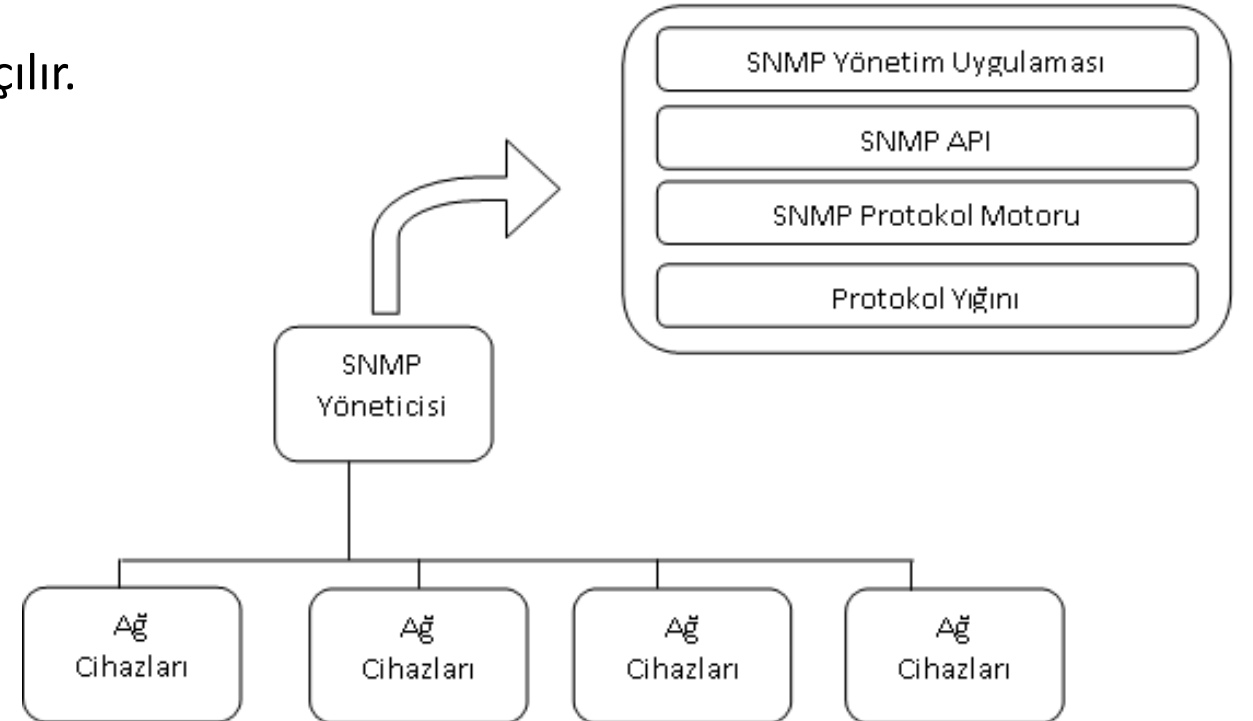 çılır.
SNMP Yönetim Uygulaması
SNMP API
SNMP Protokol Motoru
Protokol Yığını
SNMP
Yöneticisi
Ağ
Cihazları
Ağ
Cihazları
Ağ
Cihazları
Ağ
Cihazları